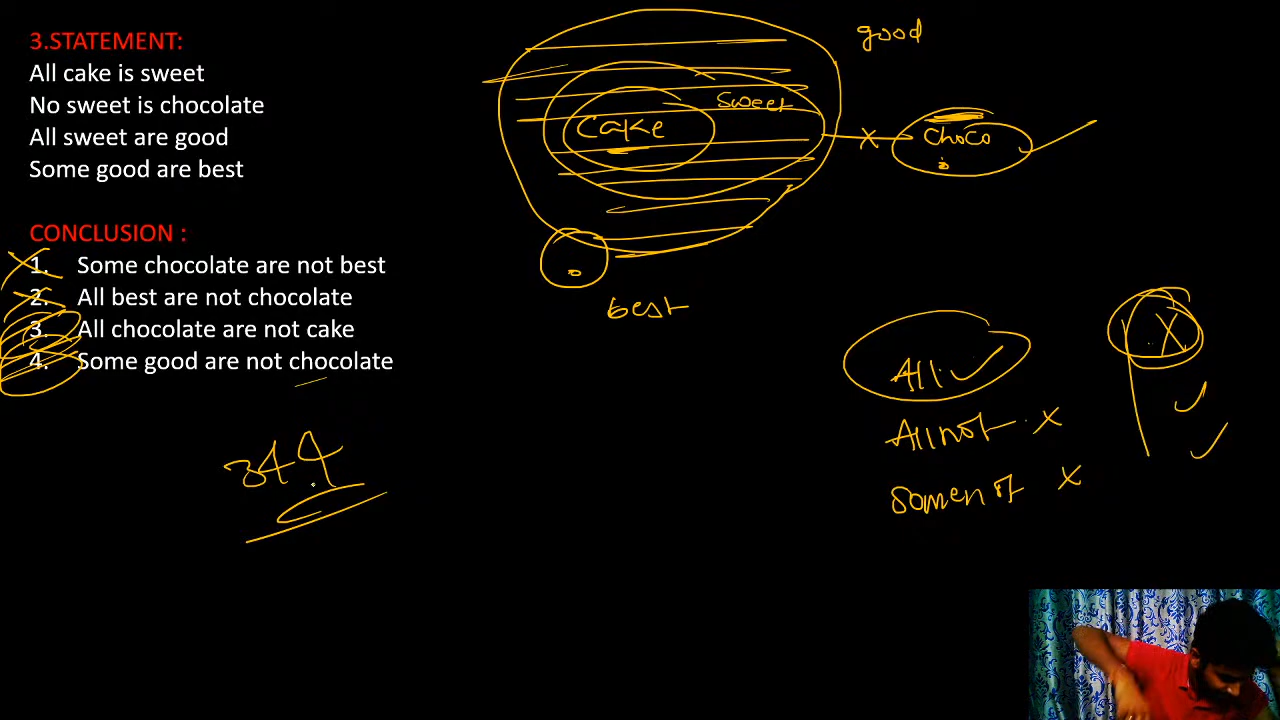 3.STATEMENT:
All cake is sweet
No sweet is chocolate
All sweet are good
Some good are best
CONCLUSION :
1. Some chocolate are not best
2. All best are not chocolate
3. All chocolate are not cake
4. Some good are not chocolate
good
sweet
cake
choco
best
All
All not x
Some not x
x
344